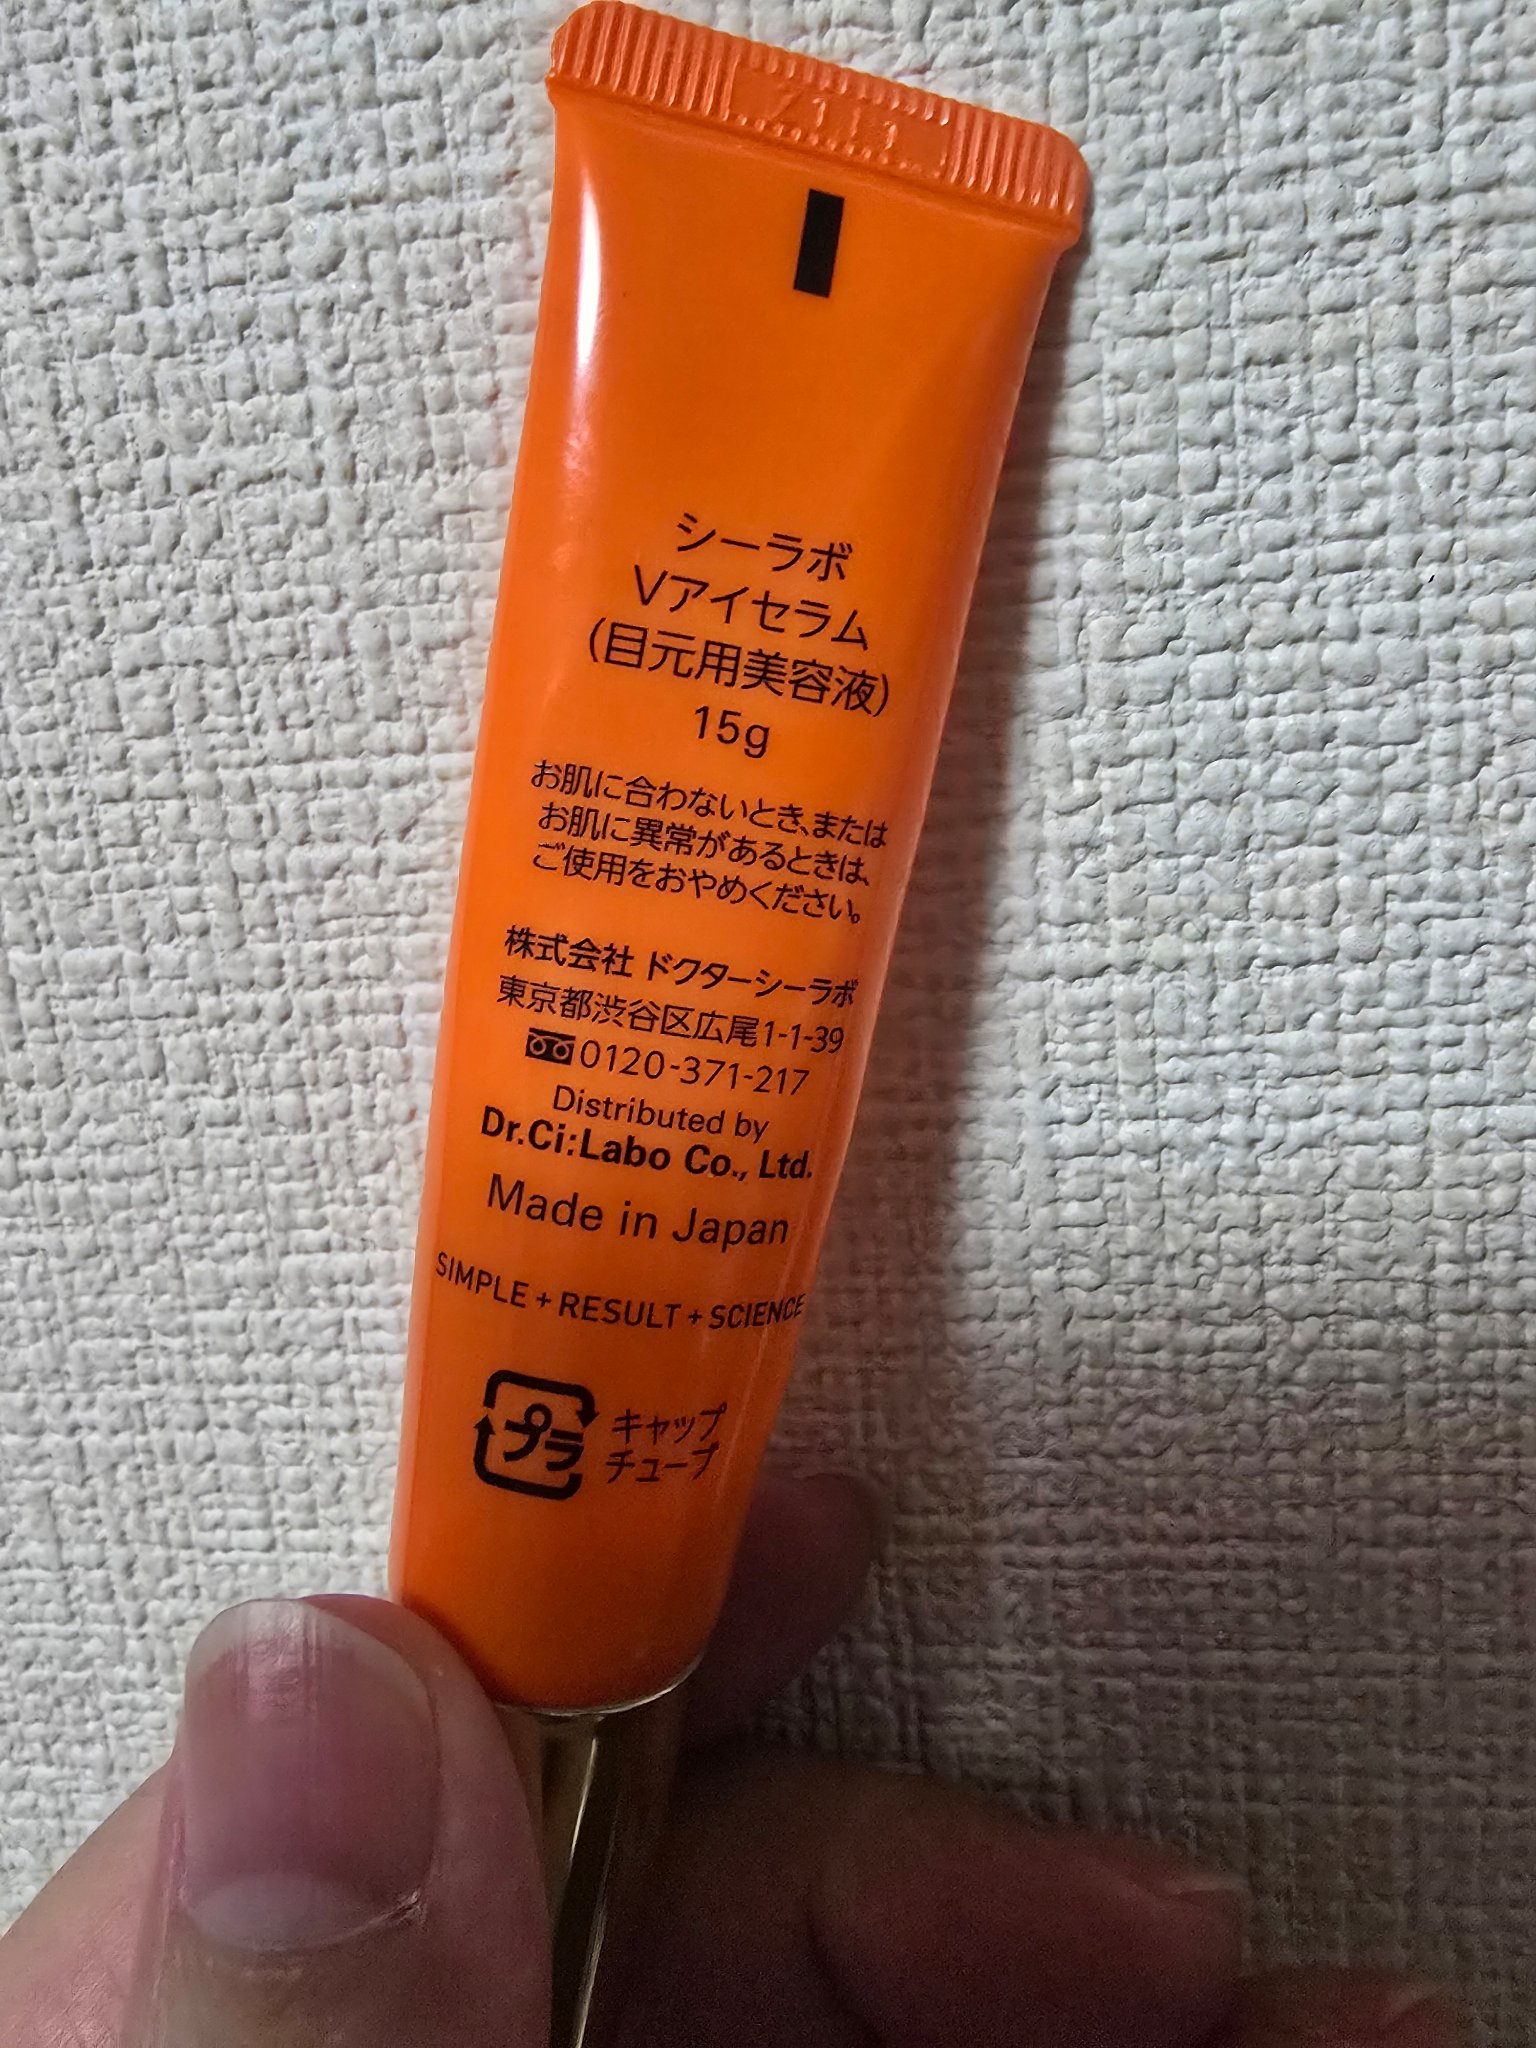 シーラボ
Vアイセラム
(目元用美容液)
15g
お肌に合わないとき、または
お肌に異常があるときは、
ご使用をおやめください。
株式会社 ドクターシーラボ
東京都渋谷区広尾1-1-39
0120-371-217
Distributed by
Dr.Ci:Labo Co., Ltd.
Made in Japan
SIMPLE + RESULT + SCIENCE
プラ
キャップ
チューブ